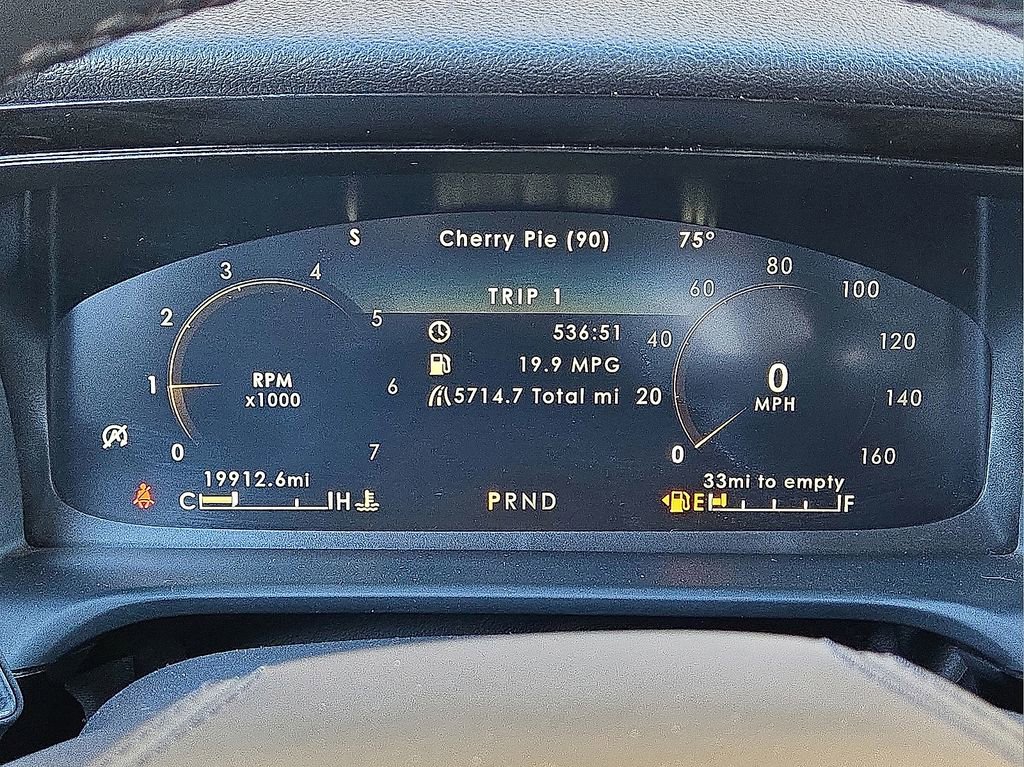 S Cherry Pie (90) 75°
TRIP 1
536:51
19.9 MPG
5714.7 Total mi
0 1 2 3 4 5 6 7
RPM
x1000
0 20 40 60 80 100 120 140 160
0
MPH
19912.6mi
C H
PRND
33mi to empty
E F